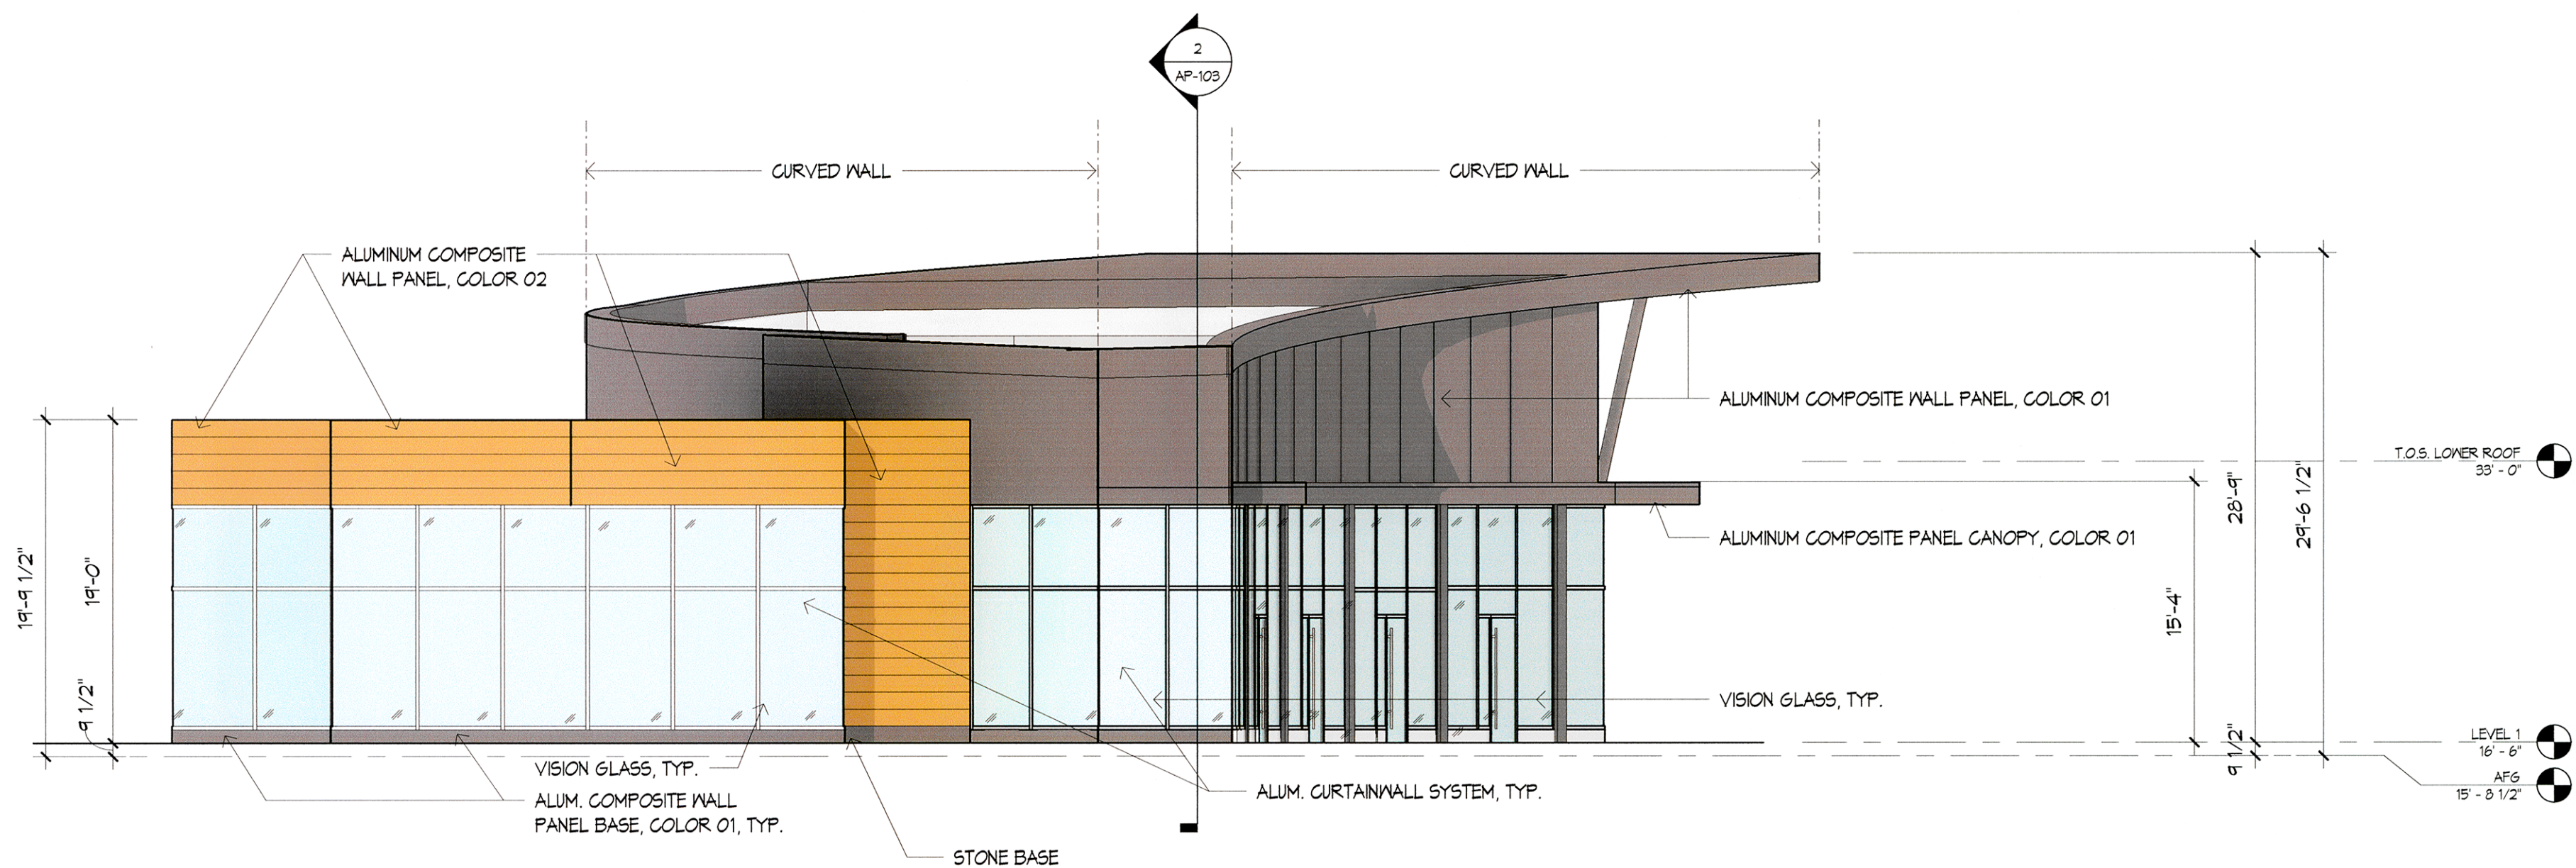 2
AP-103
CURVED WALL
CURVED WALL
ALUMINUM COMPOSITE
WALL PANEL, COLOR 02
ALUMINUM COMPOSITE WALL PANEL, COLOR 01
T.O.S. LOWER ROOF
33' - 0"
28'-9"
29'-6 1/2"
ALUMINUM COMPOSITE PANEL CANOPY, COLOR 01
19'-9 1/2"
19'-0"
15'-4"
9 1/2"
VISION GLASS, TYP.
9 1/2"
LEVEL 1
16' - 6"
VISION GLASS, TYP.
AFG
15' - 8 1/2"
ALUM. CURTAINWALL SYSTEM, TYP.
ALUM. COMPOSITE WALL
PANEL BASE, COLOR 01, TYP.
STONE BASE